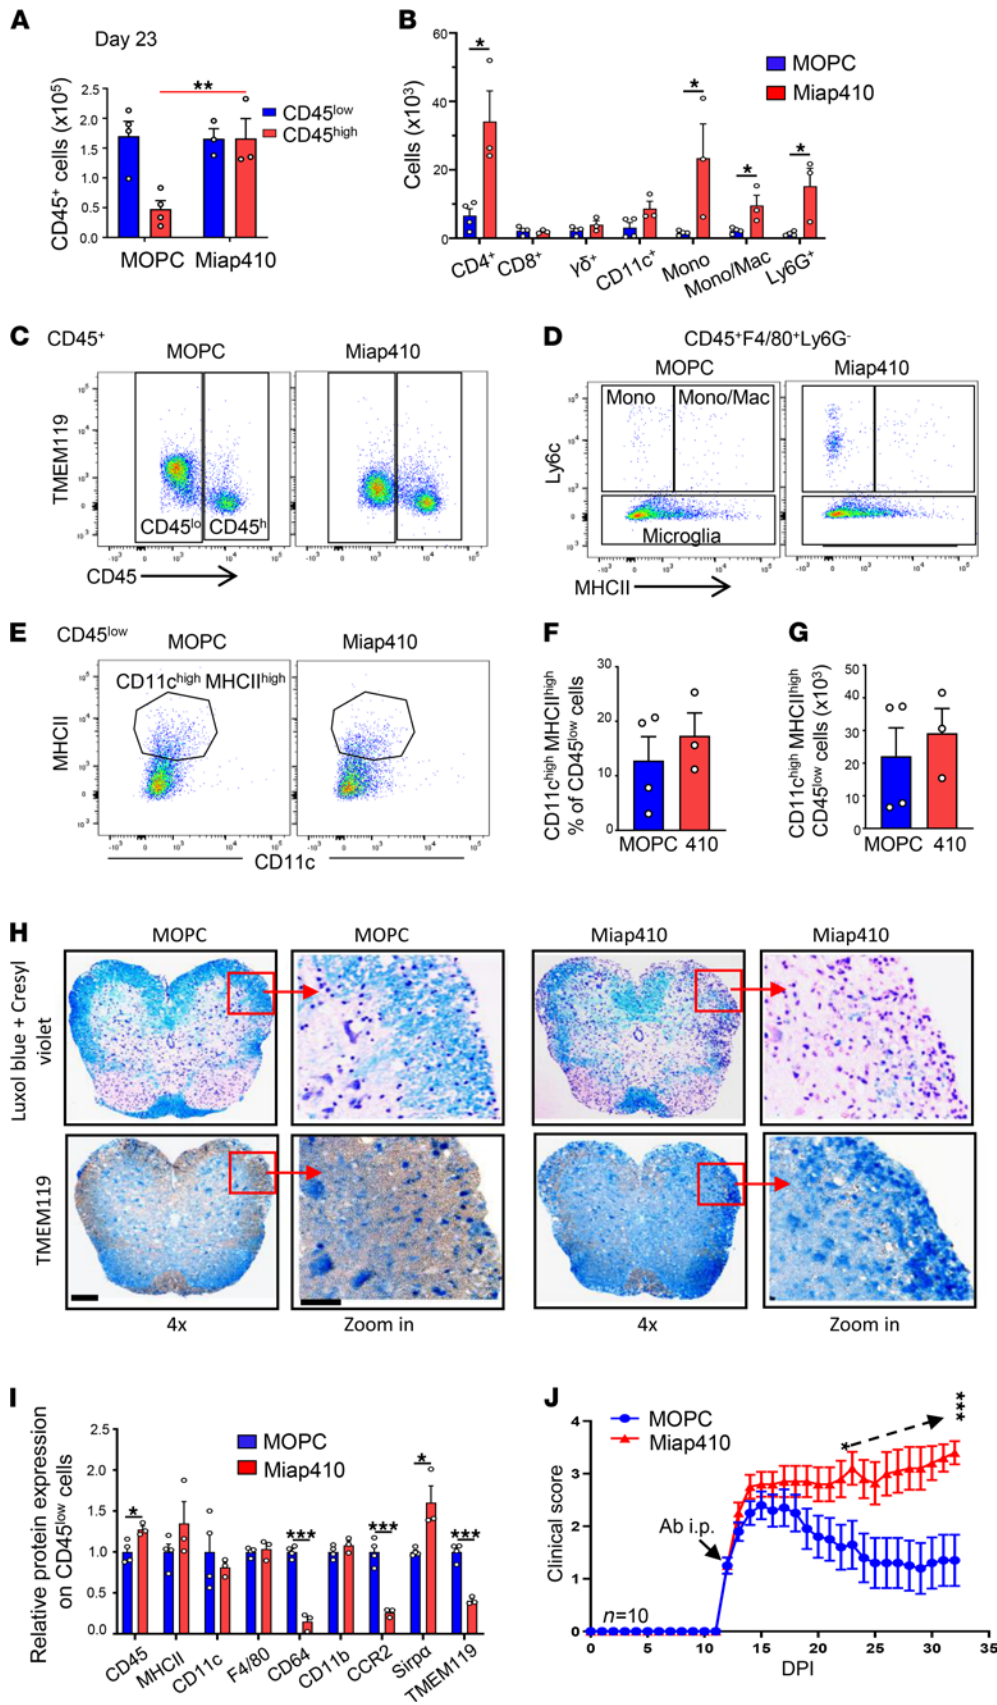 A
Day 23
CD45⁺ cells (x10⁵)
2.5
2.0
1.5
1.0
0.5
0.0
**
CD45low
CD45high
MOPC
Miap410
B
Cells (x10³)
60
40
20
0
*
*
*
*
MOPC
Miap410
CD4⁺
CD8⁺
γδ⁺
CD11c⁺
Mono
Mono/Mac
Ly6G⁺
C
CD45⁺
MOPC
Miap410
TMEM119
CD45lo
CD45h
CD45
D
CD45⁺F4/80⁺Ly6G⁻
MOPC
Miap410
Mono
Mono/Mac
Microglia
Ly6c
MHCII
E
CD45low
MOPC
Miap410
CD11chigh MHCIIhigh
MHCII
CD11c
F
CD11chigh MHCIIhigh
% of CD45low cells
30
20
10
0
MOPC
410
G
CD11chigh MHCIIhigh
CD45low cells (x10³)
50
40
30
20
10
0
MOPC
410
H
MOPC
MOPC
Miap410
Miap410
Luxol blue + Cresyl
violet
TMEM119
4x
Zoom in
4x
Zoom in
I
Relative protein expression
on CD45low cells
2.5
2.0
1.5
1.0
0.5
0.0
MOPC
Miap410
*
***
***
*
***
CD45
MHCII
CD11c
F4/80
CD64
CD11b
CCR2
Sirpα
TMEM119
J
MOPC
Miap410
Clinical score
4
3
2
1
0
Ab i.p.
n=10
*
***
0
5
10
15
20
25
30
35
DPI